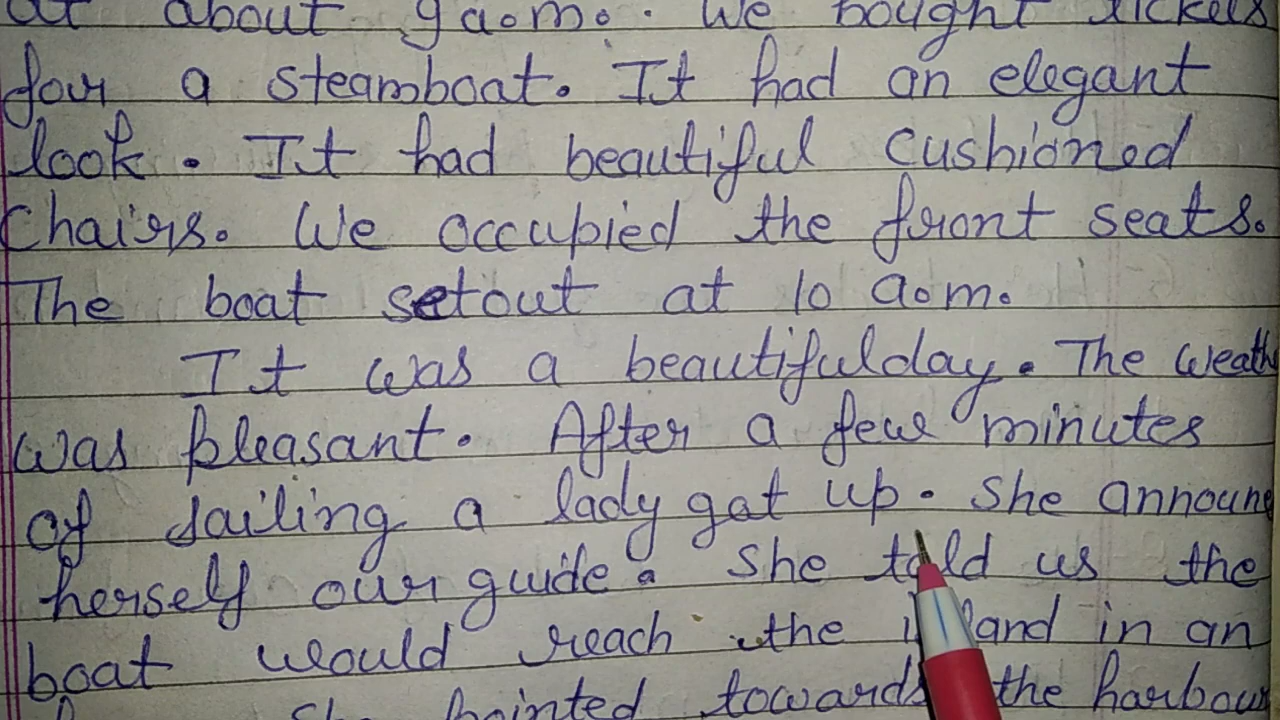 at about 9a.m. We bought tickets
for a steamboat. It had an elegant
look. It had beautiful cushioned
Chairs. We occupied the front seats.
The boat setout at 10 a.m.
It was a beautifulday. The weath
was pleasant. After a few minutes
of sailing a lady got up. She announc
herself our guide. She told us the
boat would reach the island in an
She pointed towards the harbour